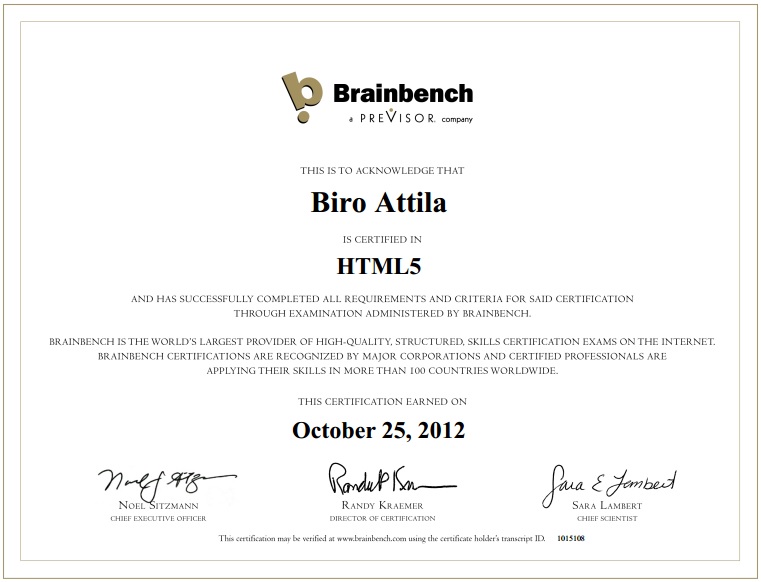 Brainbench
a PREVISOR. company
THIS IS TO ACKNOWLEDGE THAT
Biro Attila
IS CERTIFIED IN
HTML5
AND HAS SUCCESSFULLY COMPLETED ALL REQUIREMENTS AND CRITERIA FOR SAID CERTIFICATION
THROUGH EXAMINATION ADMINISTERED BY BRAINBENCH.
BRAINBENCH IS THE WORLD'S LARGEST PROVIDER OF HIGH-QUALITY, STRUCTURED, SKILLS CERTIFICATION EXAMS ON THE INTERNET.
BRAINBENCH CERTIFICATIONS ARE RECOGNIZED BY MAJOR CORPORATIONS AND CERTIFIED PROFESSIONALS ARE
APPLYING THEIR SKILLS IN MORE THAN 100 COUNTRIES WORLDWIDE.
THIS CERTIFICATION EARNED ON
October 25, 2012
Sara E Lambert
NOEL SITZMANN RANDY KRAEMER SARA LAMBERT
CHIEF EXECUTIVE OFFICER DIRECTOR OF CERTIFICATION CHIEF SCIENTIST
This certification may be verified at www.brainbench.com using the certificate holder's transcript ID. 1015108